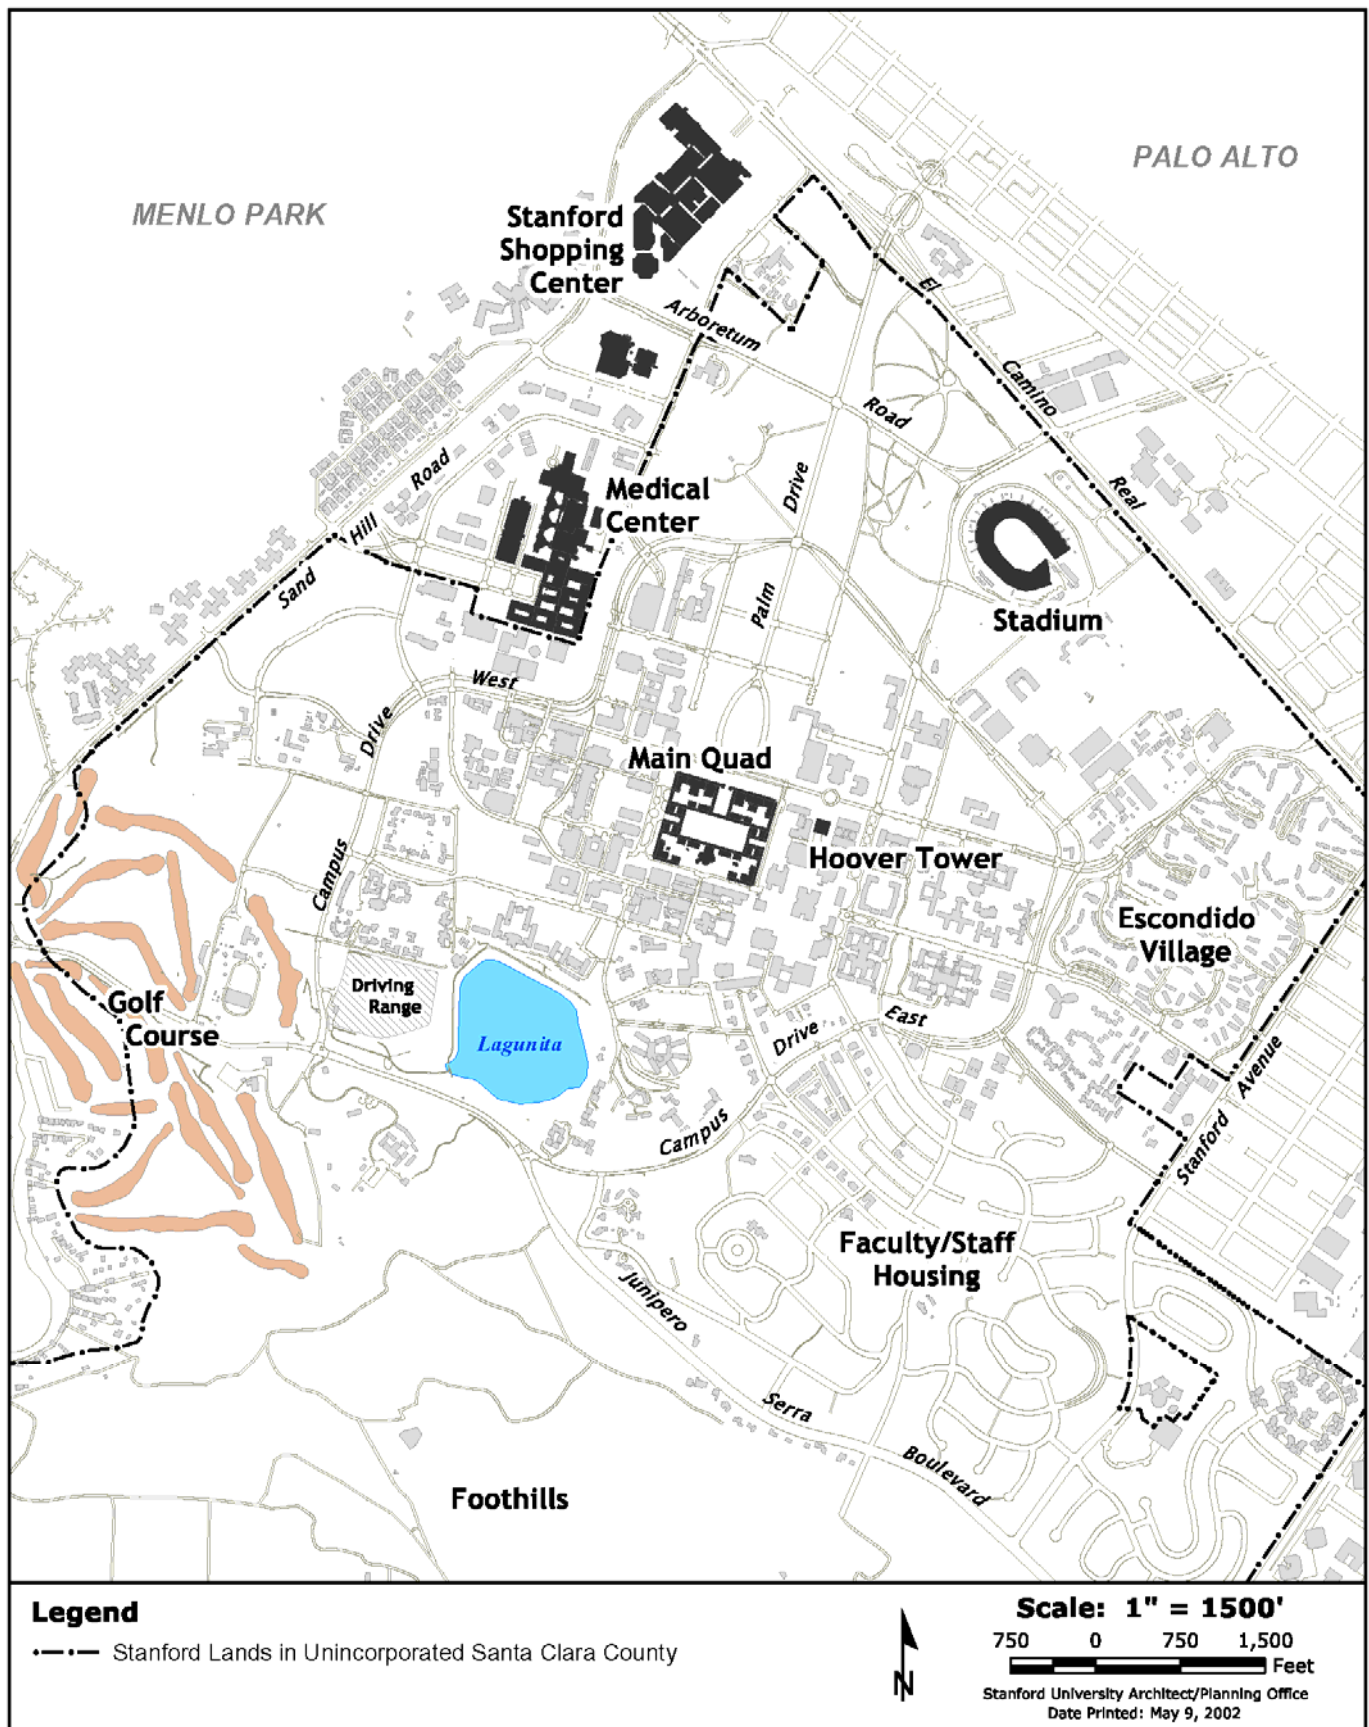 PALO ALTO
MENLO PARK
Stanford
Shopping
Center
El
Camino
Real
Arboretum
Road
Road
Hill
Sand
Medical
Center
Drive
Palm
Stadium
West
Drive
Campus
Main Quad
Hoover Tower
Escondido
Village
Driving
Range
Golf
Course
Lagunita
East
Drive
Campus
Avenue
Stanford
Faculty/Staff
Housing
Junipero
Serra
Boulevard
Foothills
Legend
Stanford Lands in Unincorporated Santa Clara County
N
Scale: 1" = 1500'
750 0 750 1,500
Feet
Stanford University Architect/Planning Office
Date Printed: May 9, 2002